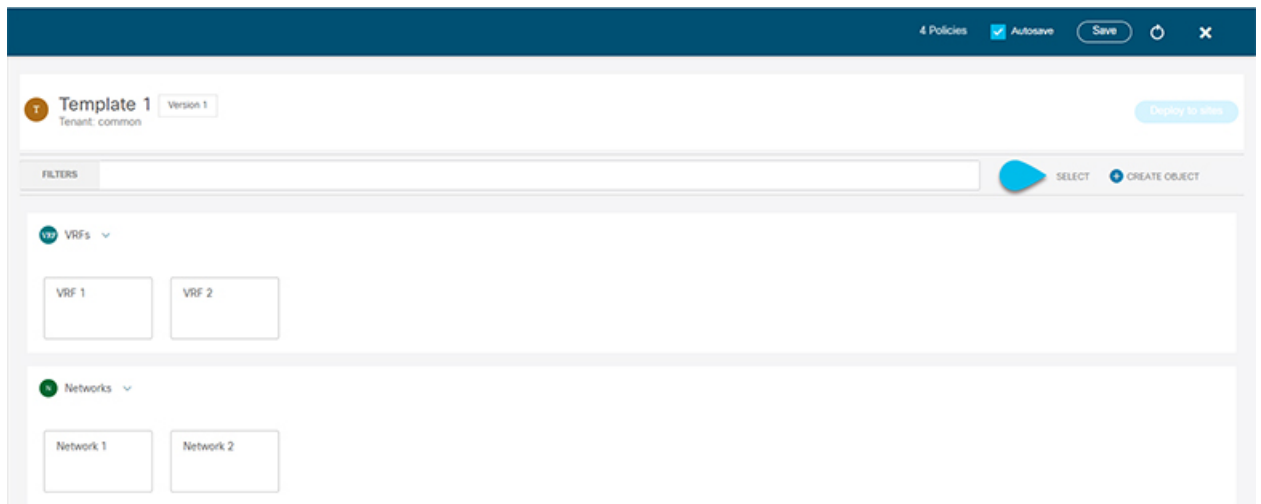 4 Policies Autosave Save
T Template 1 Version 1
Tenant: common
Deploy to sites
FILTERS SELECT CREATE OBJECT
VRF VRFs
VRF 1 VRF 2
N Networks
Network 1 Network 2